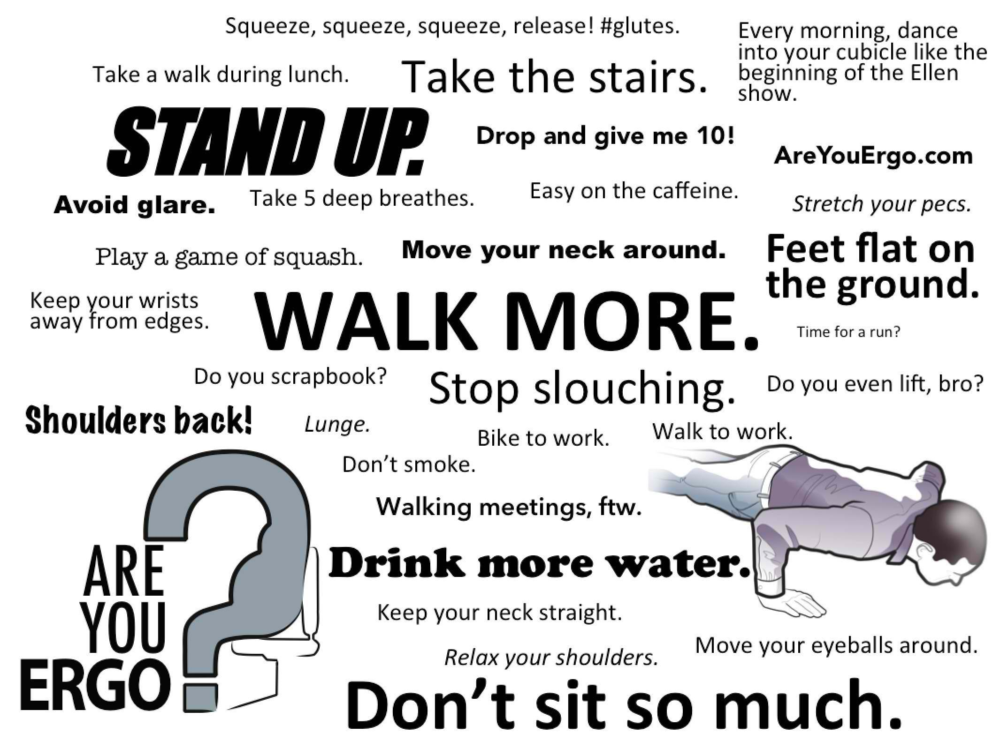 Squeeze, squeeze, squeeze, release! #glutes.
Every morning, dance
into your cubicle like the
beginning of the Ellen
show.
Take a walk during lunch.
Take the stairs.
STAND UP.
Drop and give me 10!
AreYouErgo.com
Avoid glare.
Take 5 deep breathes.
Easy on the caffeine.
Stretch your pecs.
Play a game of squash.
Move your neck around.
Feet flat on
the ground.
Keep your wrists
away from edges.
WALK MORE.
Time for a run?
Do you scrapbook?
Stop slouching.
Do you even lift, bro?
Shoulders back!
Lunge.
Bike to work.
Walk to work.
Don't smoke.
Walking meetings, ftw.
Drink more water.
ARE
YOU
ERGO
?
Keep your neck straight.
Move your eyeballs around.
Relax your shoulders.
Don't sit so much.